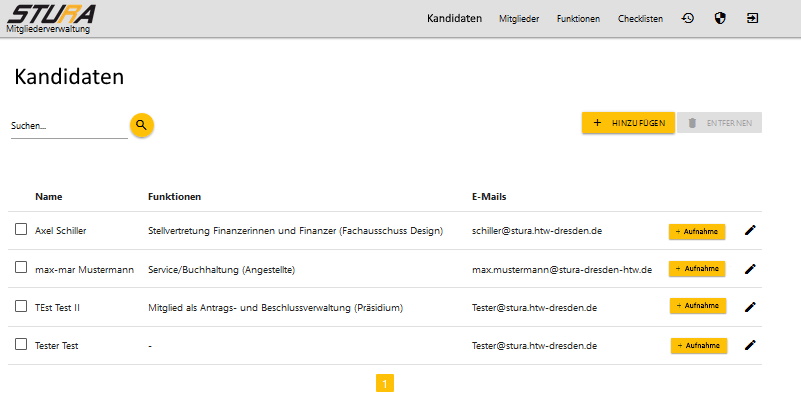 STURA
Mitgliederverwaltung
Kandidaten Mitglieder Funktionen Checklisten
Kandidaten
Suchen...
+ HINZUFÜGEN ENTFERNEN
Name Funktionen E-Mails
Axel Schiller Stellvertretung Finanzerinnen und Finanzer (Fachausschuss Design) schiller@stura.htw-dresden.de + Aufnahme
max-mar Mustermann Service/Buchhaltung (Angestellte) max.mustermann@stura-dresden-htw.de + Aufnahme
TEst Test II Mitglied als Antrags- und Beschlussverwaltung (Präsidium) Tester@stura.htw-dresden.de + Aufnahme
Tester Test - Tester@stura.htw-dresden.de + Aufnahme
1